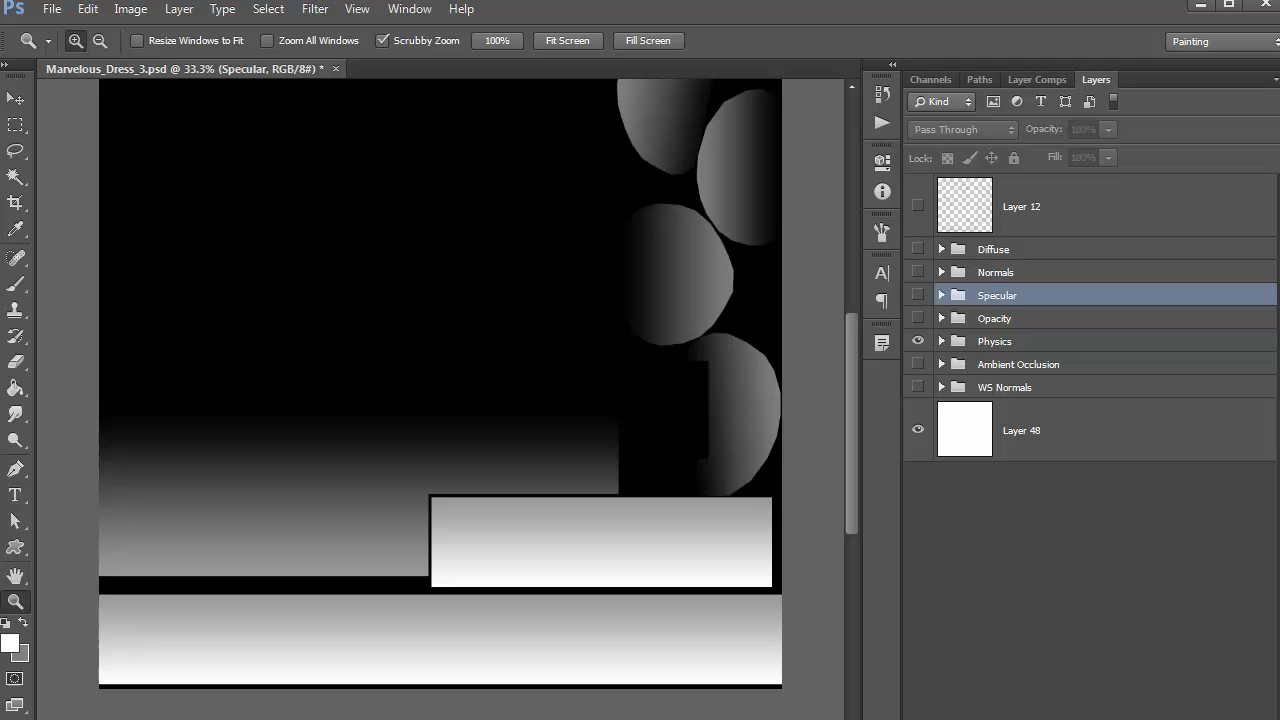 Ps File Edit Image Layer Type Select Filter View Window Help
Resize Windows to Fit Zoom All Windows Scrubby Zoom 100% Fit Screen Fill Screen Painting
Marvelous_Dress_3.psd @ 33.3% (Specular, RGB/8#) *
Channels Paths Layer Comps Layers
Kind
Pass Through Opacity: 100%
Lock: Fill: 100%
Layer 12
Diffuse
Normals
Specular
Opacity
Physics
Ambient Occlusion
WS Normals
Layer 48